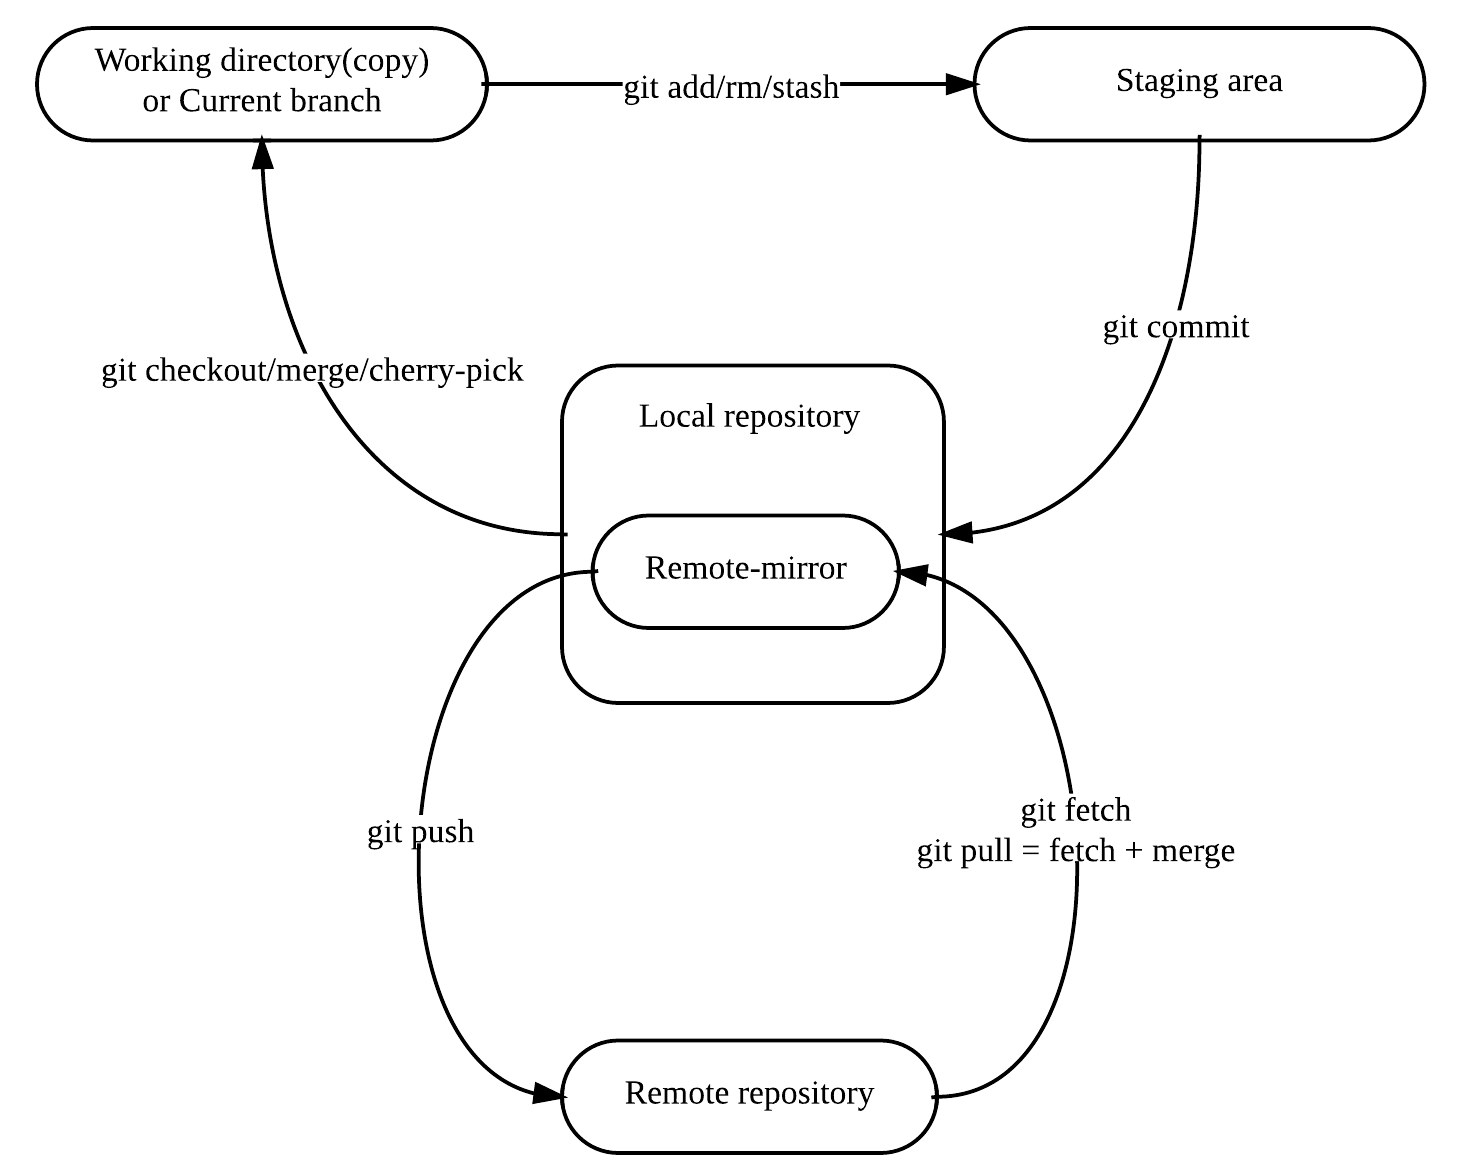 Working directory(copy)
or Current branch
git add/rm/stash
Staging area
git commit
git checkout/merge/cherry-pick
Local repository
Remote-mirror
git push
git fetch
git pull = fetch + merge
Remote repository